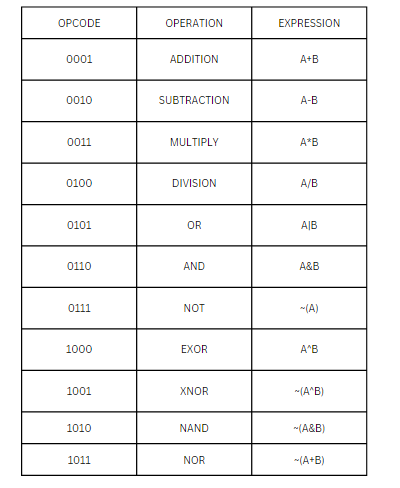 OPCODE OPERATION EXPRESSION
0001 ADDITION A+B
0010 SUBTRACTION A-B
0011 MULTIPLY A*B
0100 DIVISION A/B
0101 OR A|B
0110 AND A&B
0111 NOT ~(A)
1000 EXOR A^B
1001 XNOR ~(A^B)
1010 NAND ~(A&B)
1011 NOR ~(A+B)